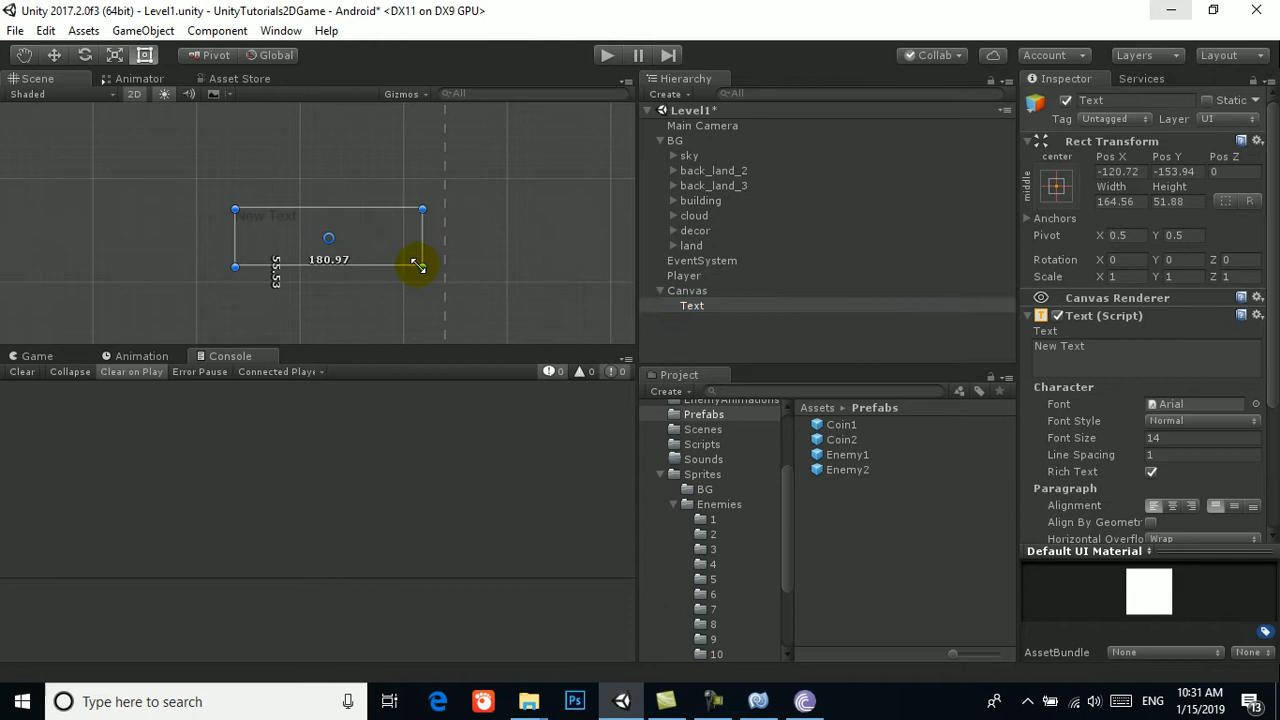 Unity 2017.2.0f3 (64bit) - Level1.unity - UnityTutorials2DGame - Android* <DX11 on DX9 GPU>
File Edit Assets GameObject Component Window Help
Pivot Global Collab Account Layers Layout
Scene Animator Asset Store
Shaded 2D Gizmos All
New Text
180.97
55.53
Game Animation Console
Clear Collapse Clear on Play Error Pause Connected Playe 0 0 0
Hierarchy
Create All
Level1*
Main Camera
BG
sky
back_land_2
back_land_3
building
cloud
decor
land
EventSystem
Player
Canvas
Text
Project
Create
EnemyAnimations
Prefabs
Scenes
Scripts
Sounds
Sprites
BG
Enemies
1
2
3
4
5
6
7
8
9
10
Assets Prefabs
Coin1
Coin2
Enemy1
Enemy2
Inspector Services
Text Static
Tag Untagged Layer UI
Rect Transform
center Pos X Pos Y Pos Z
middle -120.72 -153.94 0
Width Height
164.56 51.88 R
Anchors
Pivot X 0.5 Y 0.5
Rotation X 0 Y 0 Z 0
Scale X 1 Y 1 Z 1
Canvas Renderer
Text (Script)
Text
New Text
Character
Font Arial
Font Style Normal
Font Size 14
Line Spacing 1
Rich Text
Paragraph
Alignment
Align By Geometr
Horizontal Overflo Wrap
Default UI Material
AssetBundle None None
Type here to search
ENG
10:31 AM
1/15/2019
13